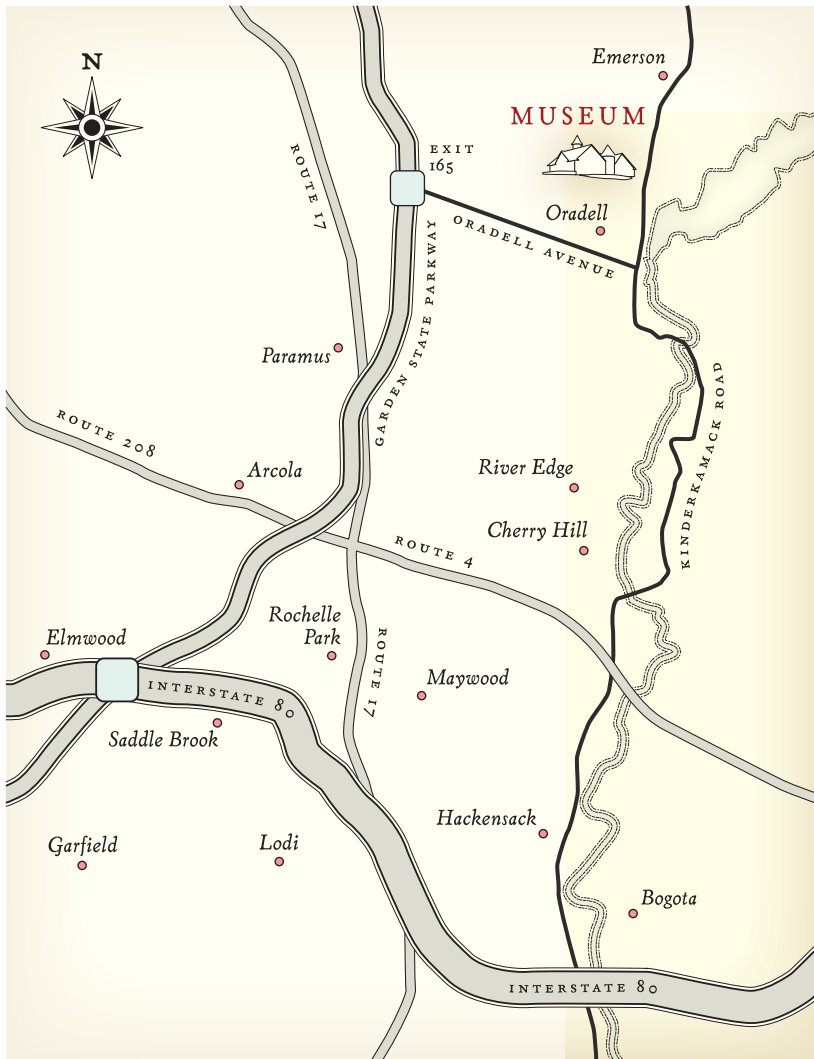 N
Emerson
MUSEUM
EXIT
165
ROUTE 17
Oradell
ORADELL AVENUE
GARDEN STATE PARKWAY
Paramus
KINDERKAMACK ROAD
ROUTE 208
Arcola
River Edge
Cherry Hill
ROUTE 4
Rochelle
Park
Elmwood
ROUTE 17
Maywood
INTERSTATE 80
Saddle Brook
Hackensack
Garfield
Lodi
Bogota
INTERSTATE 80